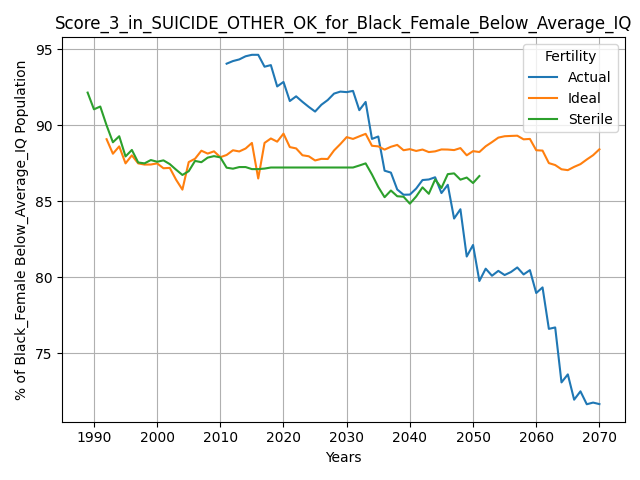 Score_3_in_SUICIDE_OTHER_OK_for_Black_Female_Below_Average_IQ
% of Black_Female Below_Average_IQ Population
95
90
85
80
75
Fertility
Actual
Ideal
Sterile
1990 2000 2010 2020 2030 2040 2050 2060 2070
Years